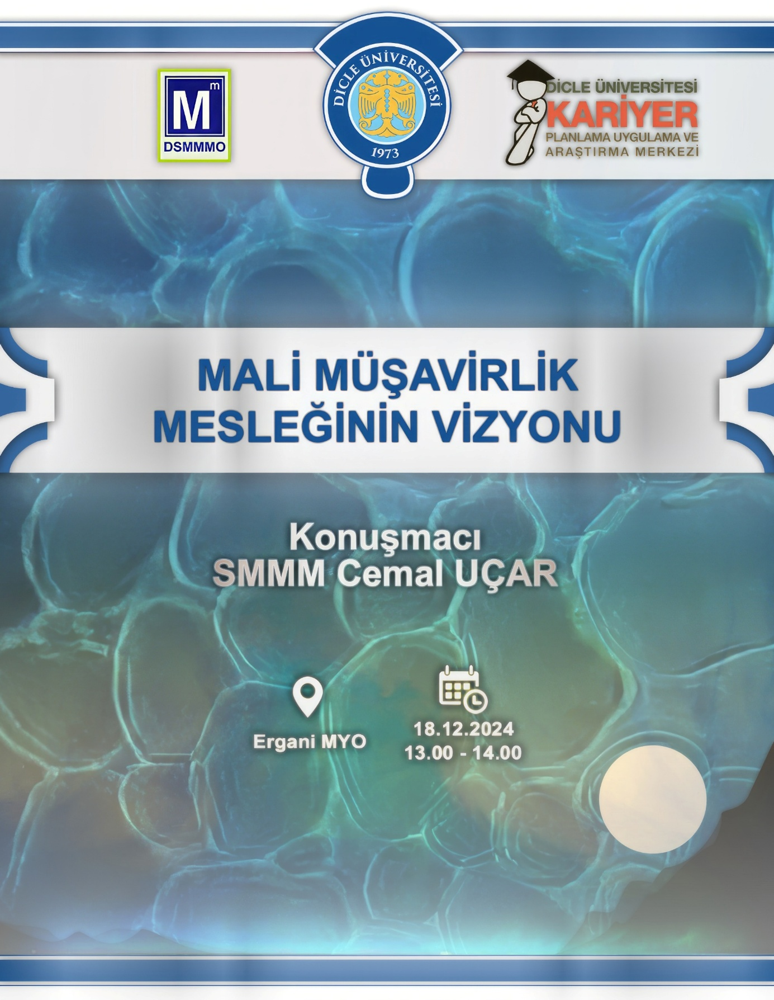 DİCLE ÜNİVERSİTESİ
1973
Mm
DSMMMO
DİCLE ÜNİVERSİTESİ
KARİYER
PLANLAMA UYGULAMA VE
ARAŞTIRMA MERKEZİ
MALİ MÜŞAVİRLİK
MESLEĞİNİN VİZYONU
Konuşmacı
SMMM Cemal UÇAR
Ergani MYO
18.12.2024
13.00 - 14.00